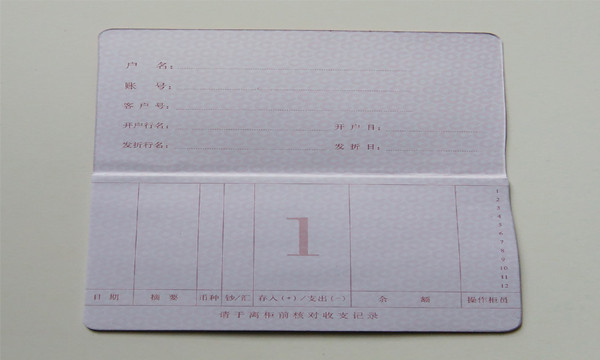 户 名：
账 号：
客 户 号：
开户行名： 开 户 日：
发折行名： 发 折 日：
1
2
3
4
5
6
7
8
9
10
11
12
1
日 期 摘 要 币种 钞/汇 存入(+)/支出(-) 余 额 操作柜员
请于离柜前核对收支记录